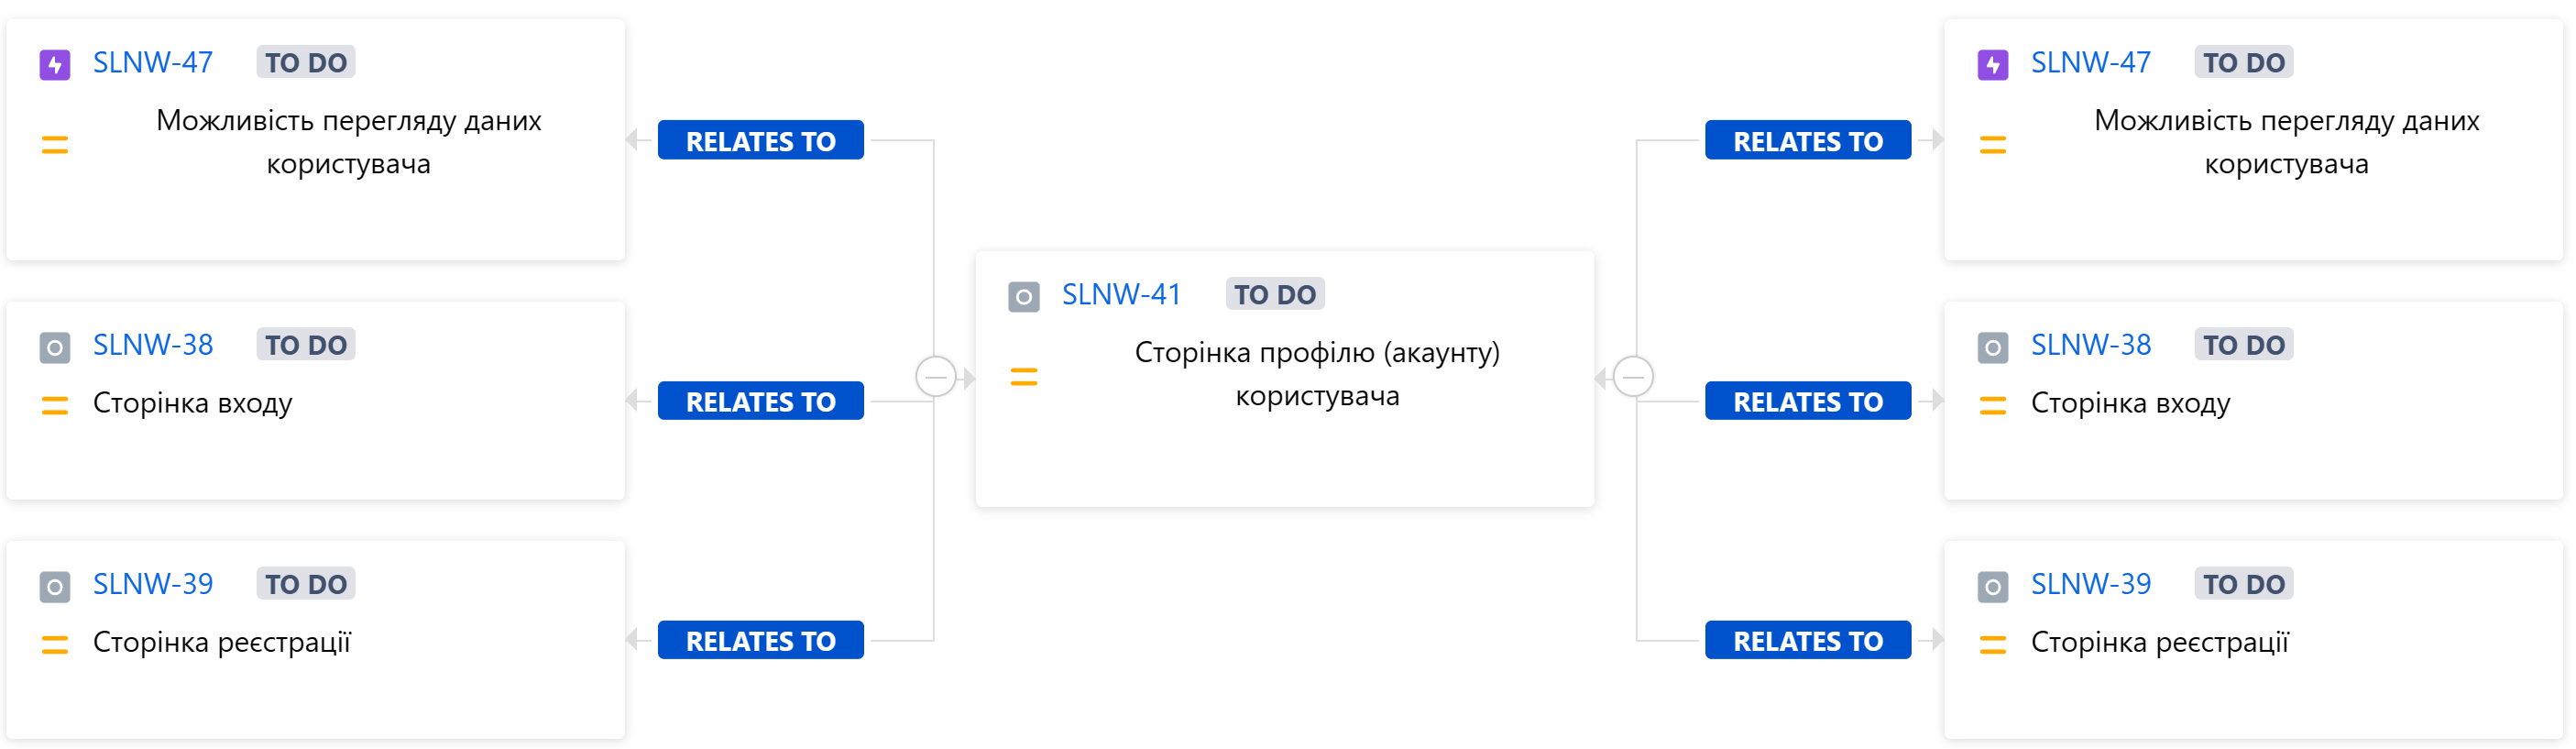 SLNW-47 TO DO
Можливість перегляду даних
користувача
RELATES TO
SLNW-38 TO DO
Сторінка входу
RELATES TO
SLNW-39 TO DO
Сторінка реєстрації
RELATES TO
SLNW-41 TO DO
Сторінка профілю (акаунту)
користувача
RELATES TO
SLNW-47 TO DO
Можливість перегляду даних
користувача
RELATES TO
SLNW-38 TO DO
Сторінка входу
RELATES TO
SLNW-39 TO DO
Сторінка реєстрації